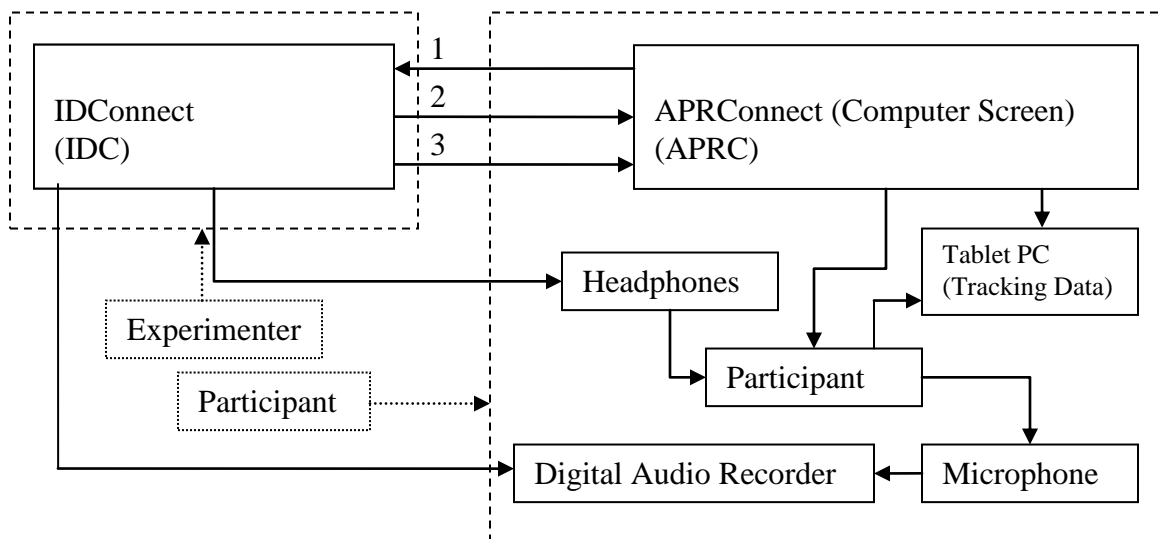 1
IDConnect
(IDC)
2
3
APRConnect (Computer Screen)
(APRC)
Headphones
Tablet PC
(Tracking Data)
Experimenter
Participant
Participant
Digital Audio Recorder
Microphone